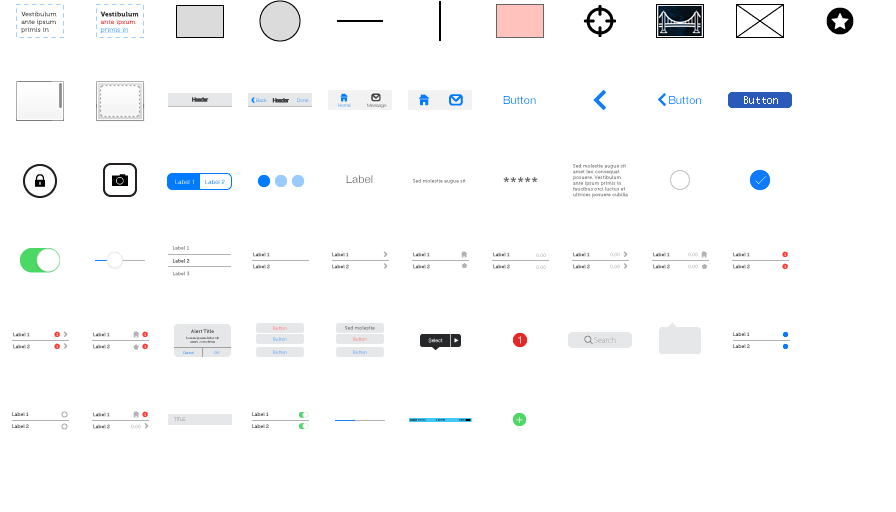 Vestibulum
ante ipsum
primis in
Vestibulum
ante ipsum
primis in
Header
Back Header Done
Home Message
Button
Button
Button
Label 1 Label 2
Label
Sed molestie augue sit
*****
Sed molestie augue sit
amet leo consequat
posuere. Vestibulum
ante ipsum primis in
faucibus orci luctus et
ultrices posuere cubilia
Label 1
Label 2
Label 3
Label 1
Label 2
Label 1
Label 2
Label 1
Label 2
Label 1 0.00
Label 2 0.00
Label 1 0.00
Label 2 0.00
Label 1 0.00
Label 2 0.00
Label 1 1
Label 2 1
Label 1 1
Label 2 1
Label 1 1
Label 2 1
Alert Title
Cancel OK
Button
Button
Button
Sed molestie
Button
Button
Select
1
Search
Label 1
Label 2
Label 1
Label 2
Label 1 1
Label 2 0.00
TITLE
Label 1
Label 2